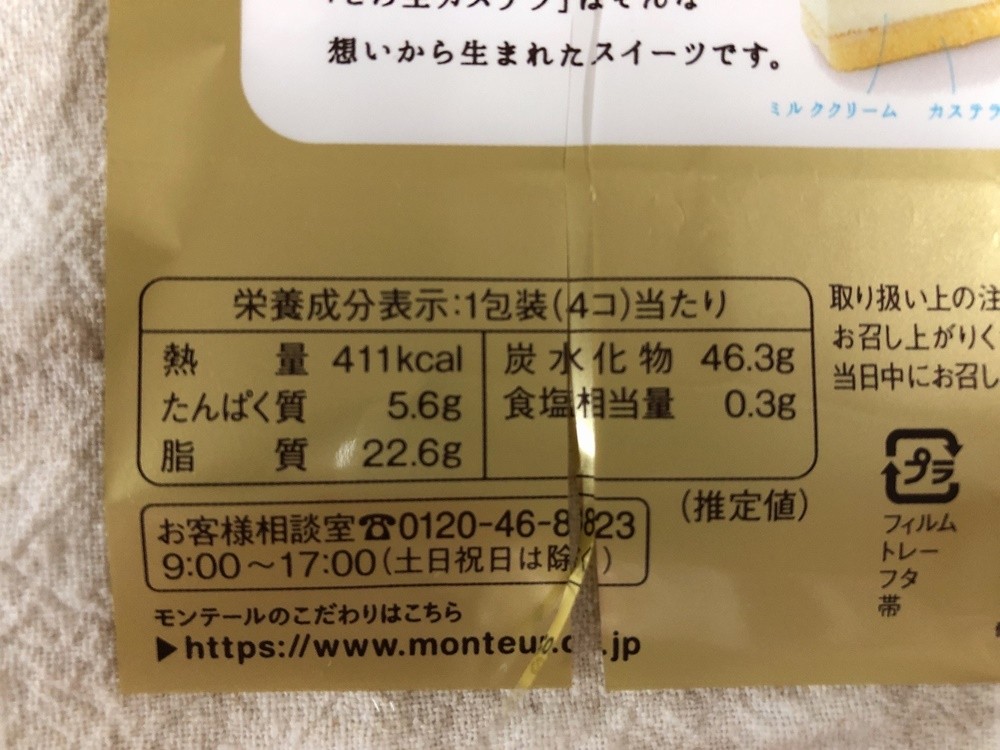 想いから生まれたスイーツです。
ミルククリーム カステラ
栄養成分表示:1包装(4コ)当たり
熱量 411kcal 炭水化物 46.3g
たんぱく質 5.6g 食塩相当量 0.3g
脂質 22.6g
(推定値)
取り扱い上の注
お召し上がりく
当日中にお召し
プラ
フィルム
トレー
フタ
帯
お客様相談室☎0120-46-8823
9:00~17:00(土日祝日は除く)
モンテールのこだわりはこちら
▶https://www.monteur.co.jp